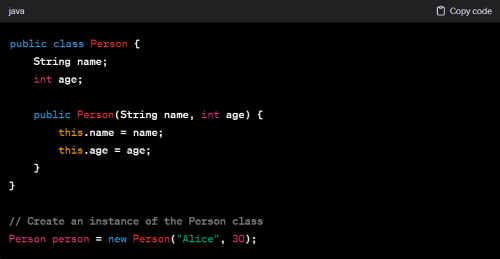 java
Copy code
public class Person {
    String name;
    int age;

    public Person(String name, int age) {
        this.name = name;
        this.age = age;
    }
}

// Create an instance of the Person class
Person person = new Person("Alice", 30);